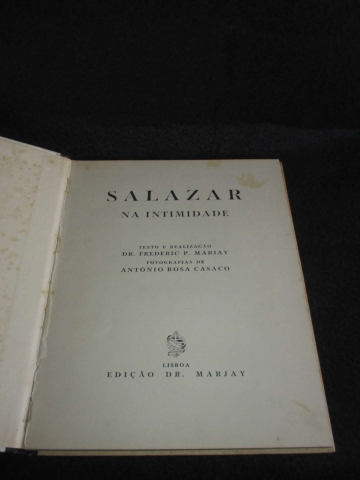 SALAZAR
NA INTIMIDADE
TEXTO E REALIZAÇÃO
DR. FREDERIC P. MARJAY
FOTOGRAFIAS DE
ANTÓNIO ROSA CASACO
LISBOA
EDIÇÃO DR. MARJAY